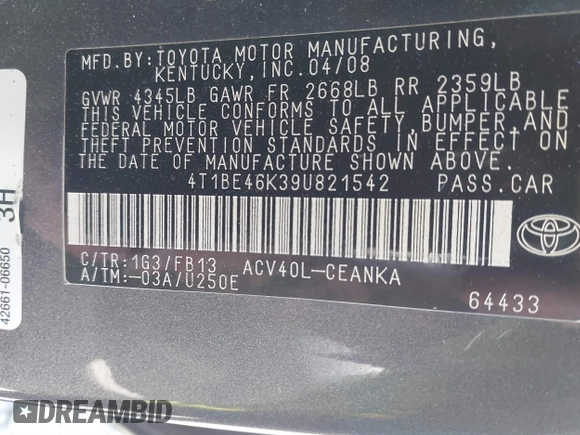 MFD.BY:TOYOTA MOTOR MANUFACTURING,
KENTUCKY,INC.04/08
GVWR 4345LB GAWR FR 2668LB RR 2359LB
THIS VEHICLE CONFORMS TO ALL APPLICABLE
FEDERAL MOTOR VEHICLE SAFETY,BUMPER,AND
THEFT PREVENTION STANDARDS IN EFFECT ON
THE DATE OF MANUFACTURE SHOWN ABOVE.
4T1BE46K39U821542 PASS.CAR
C/TR:1G3/FB13 ACV40L-CEANKA
A/TM:-03A/U250E
64433
TOYOTA
42661-06650 3H
DREAMBID